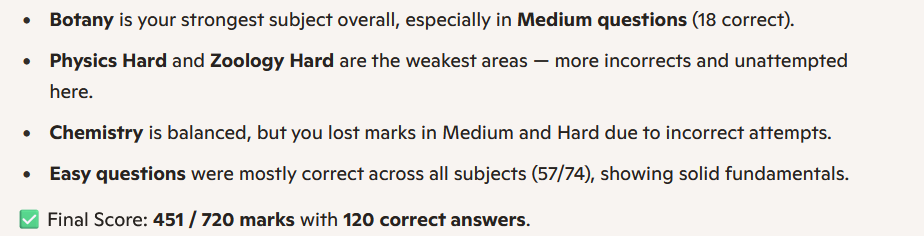 • Botany is your strongest subject overall, especially in Medium questions (18 correct).
• Physics Hard and Zoology Hard are the weakest areas — more incorrects and unattempted
here.
• Chemistry is balanced, but you lost marks in Medium and Hard due to incorrect attempts.
• Easy questions were mostly correct across all subjects (57/74), showing solid fundamentals.
✅ Final Score: 451 / 720 marks with 120 correct answers.